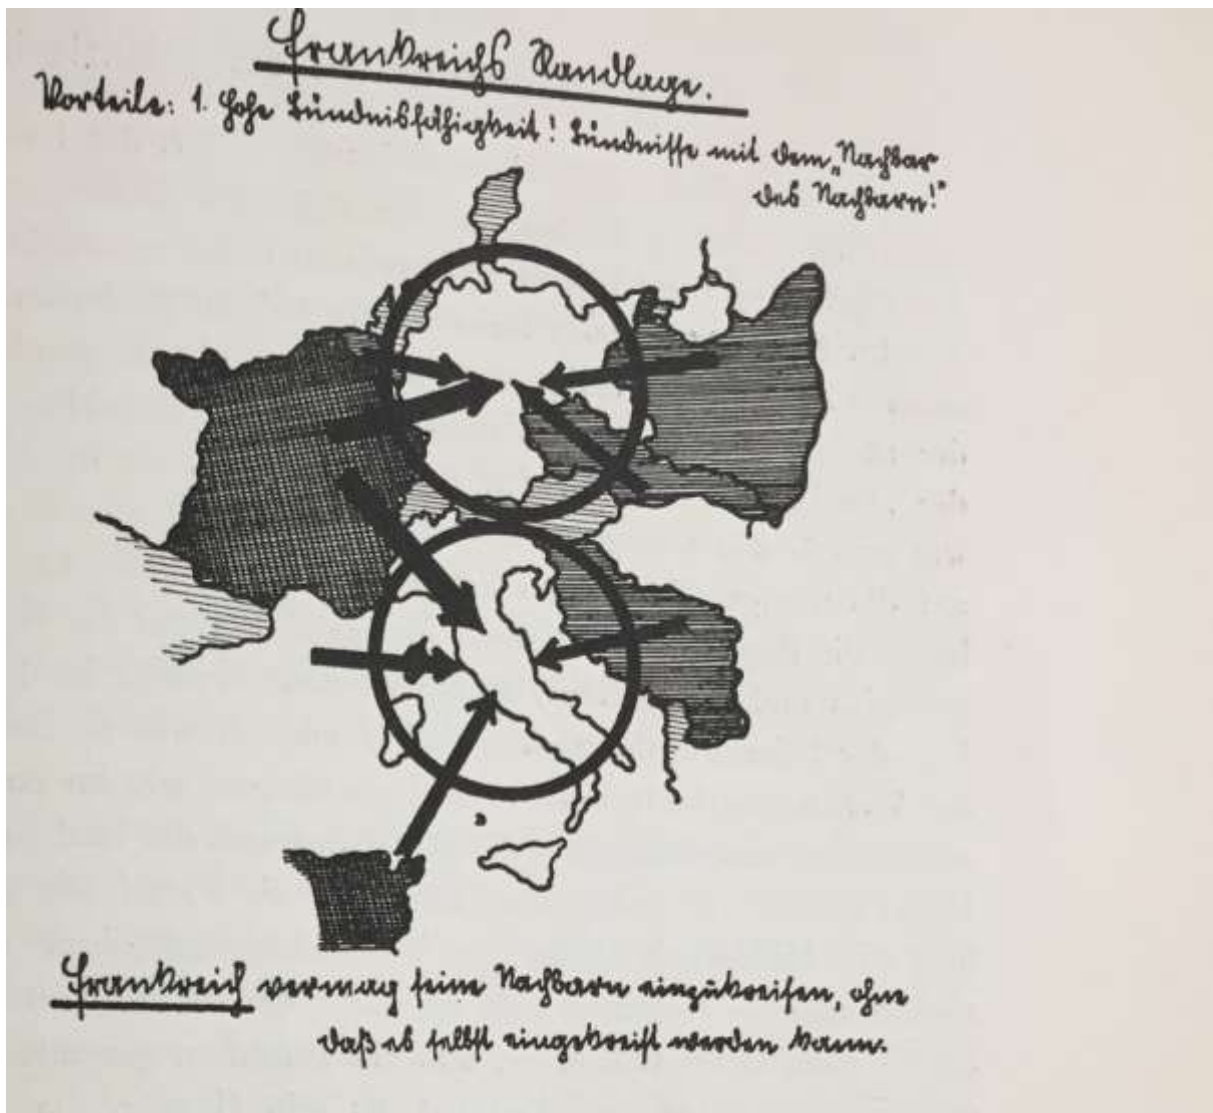 Frankreichs Randlage.
Vorteile: 1. Hohe Bündnisfähigkeit! Bündnisse mit dem „Nachbar
des Nachbarn!"
Frankreich vermag seine Nachbarn einzukreisen, ohne
daß es selbst eingekreist werden kann.